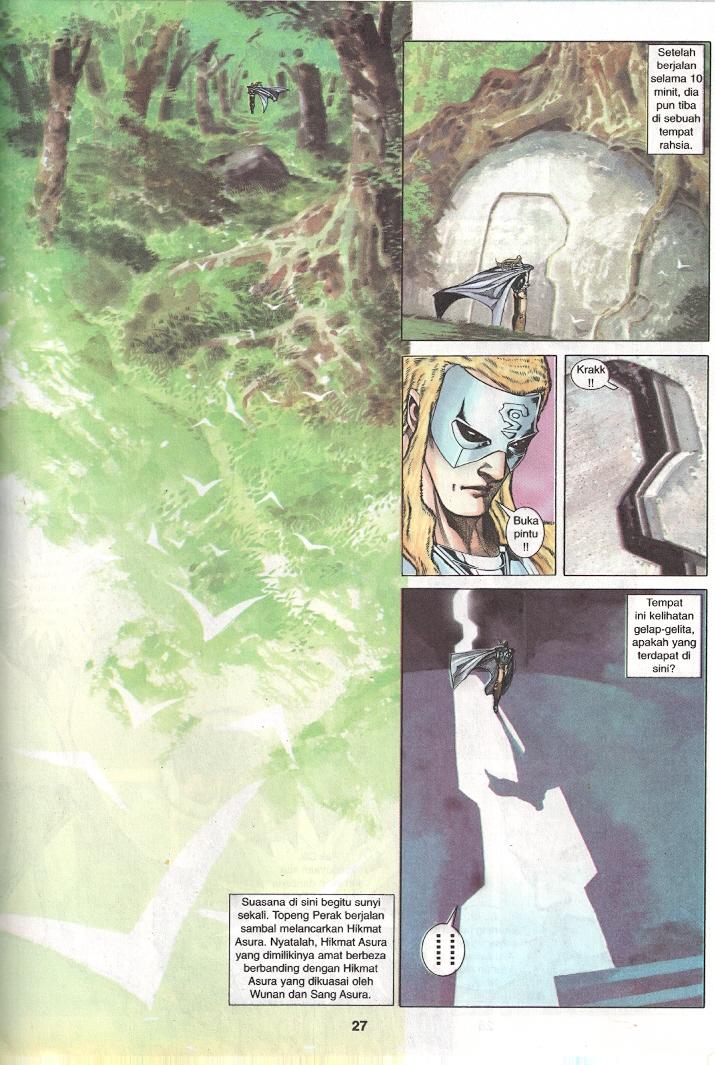 Suasana di sini begitu sunyi
sekali. Topeng Perak berjalan
sambal melancarkan Hikmat
Asura. Nyatalah, Hikmat Asura
yang dimilikinya amat berbeza
berbanding dengan Hikmat
Asura yang dikuasai oleh
Wunan dan Sang Asura.
Setelah
berjalan
selama 10
minit, dia
pun tiba
di sebuah
tempat
rahsia.
Buka
pintu
!!
Krakk
!!
Tempat
ini kelihatan
gelap-gelita,
apakah yang
terdapat di
sini?
27